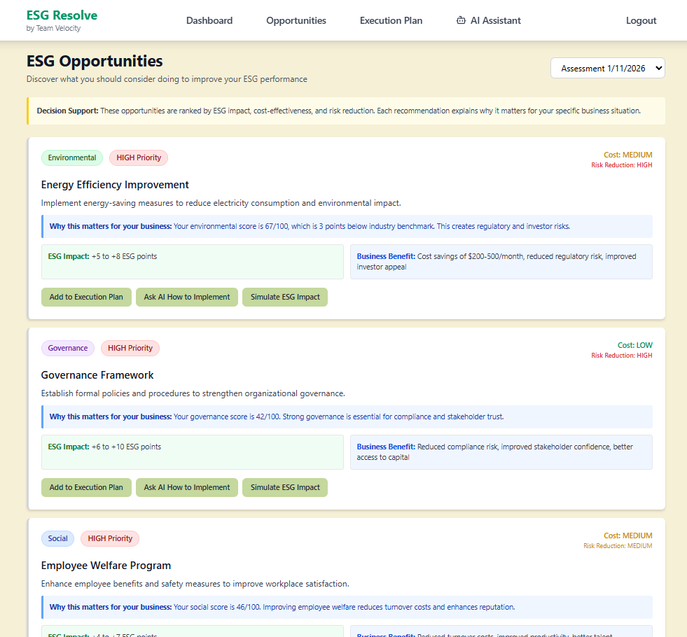 ESG Resolve
by Team Velocity
Dashboard
Opportunities
Execution Plan
AI Assistant
Logout
ESG Opportunities
Discover what you should consider doing to improve your ESG performance
Assessment 1/11/2026
Decision Support: These opportunities are ranked by ESG impact, cost-effectiveness, and risk reduction. Each recommendation explains why it matters for your specific business situation.
Environmental
HIGH Priority
Cost: MEDIUM
Risk Reduction: HIGH
Energy Efficiency Improvement
Implement energy-saving measures to reduce electricity consumption and environmental impact.
Why this matters for your business: Your environmental score is 67/100, which is 3 points below industry benchmark. This creates regulatory and investor risks.
ESG Impact: +5 to +8 ESG points
Business Benefit: Cost savings of $200-500/month, reduced regulatory risk, improved
investor appeal
Add to Execution Plan
Ask AI How to Implement
Simulate ESG Impact
Governance
HIGH Priority
Cost: LOW
Risk Reduction: HIGH
Governance Framework
Establish formal policies and procedures to strengthen organizational governance.
Why this matters for your business: Your governance score is 42/100. Strong governance is essential for compliance and stakeholder trust.
ESG Impact: +6 to +10 ESG points
Business Benefit: Reduced compliance risk, improved stakeholder confidence, better
access to capital
Add to Execution Plan
Ask AI How to Implement
Simulate ESG Impact
Social
HIGH Priority
Cost: MEDIUM
Risk Reduction: MEDIUM
Employee Welfare Program
Enhance employee benefits and safety measures to improve workplace satisfaction.
Why this matters for your business: Your social score is 46/100. Improving employee welfare reduces turnover costs and enhances reputation.
ESG Impact: +4 to +7 ESG points
Business Benefit: Reduced turnover costs, improved productivity, better talent